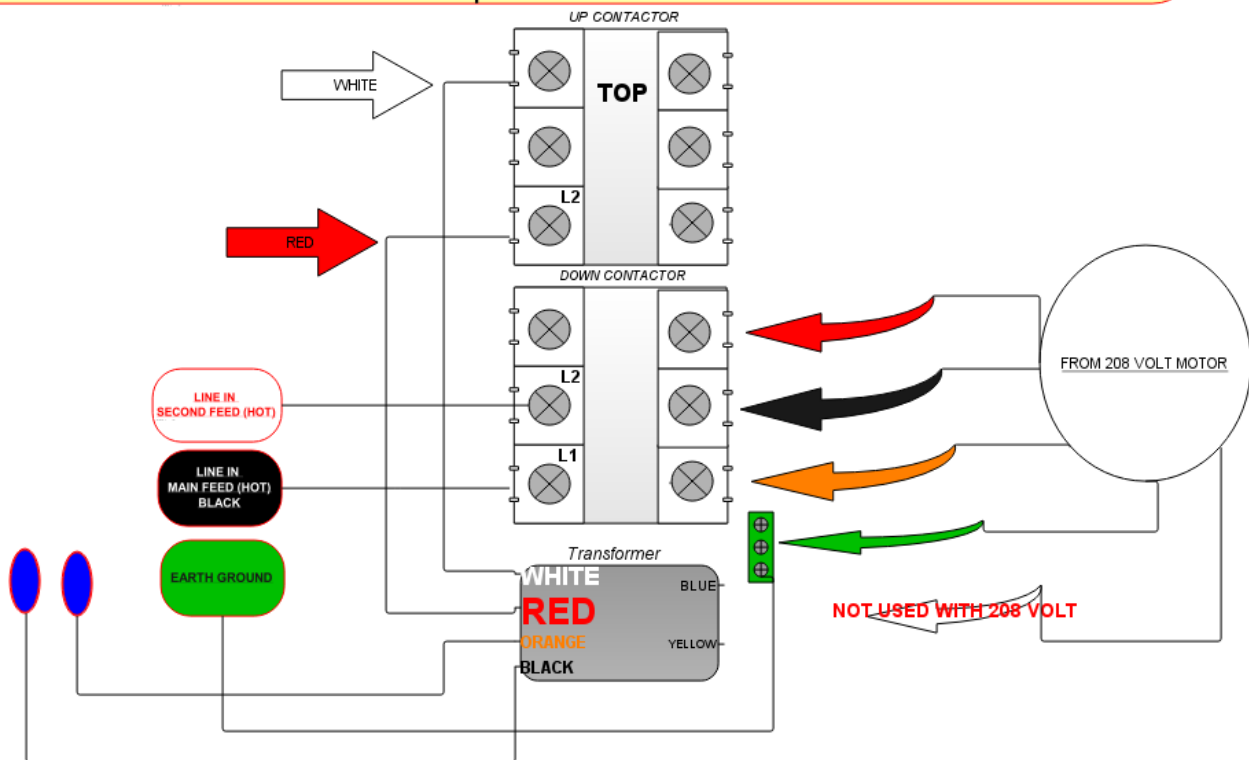 UP CONTACTOR
WHITE
TOP
L2
RED
DOWN CONTACTOR
L2
L1
FROM 208 VOLT MOTOR
LINE IN
SECOND FEED (HOT)
LINE IN
MAIN FEED (HOT)
BLACK
EARTH GROUND
Transformer
WHITE
RED
ORANGE
BLACK
BLUE
YELLOW
NOT USED WITH 208 VOLT